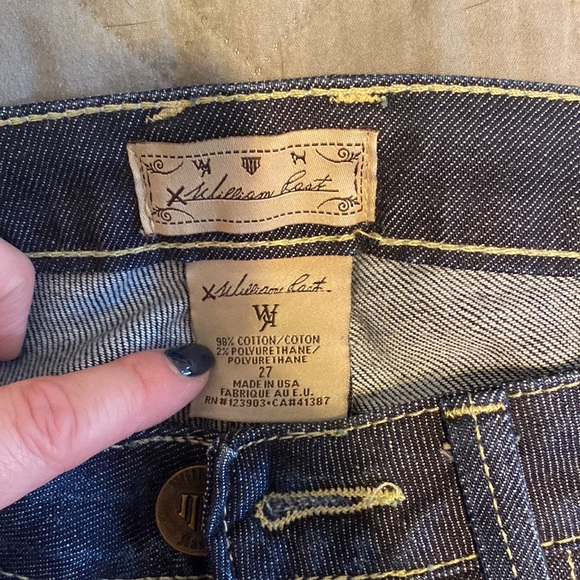 X William Rast
X William Rast
WR
98% COTTON/COTON
2% POLYURETHANE/
POLYURETHANE
27
MADE IN USA
FABRIQUE AU E.U.
RN#123903•CA#41387